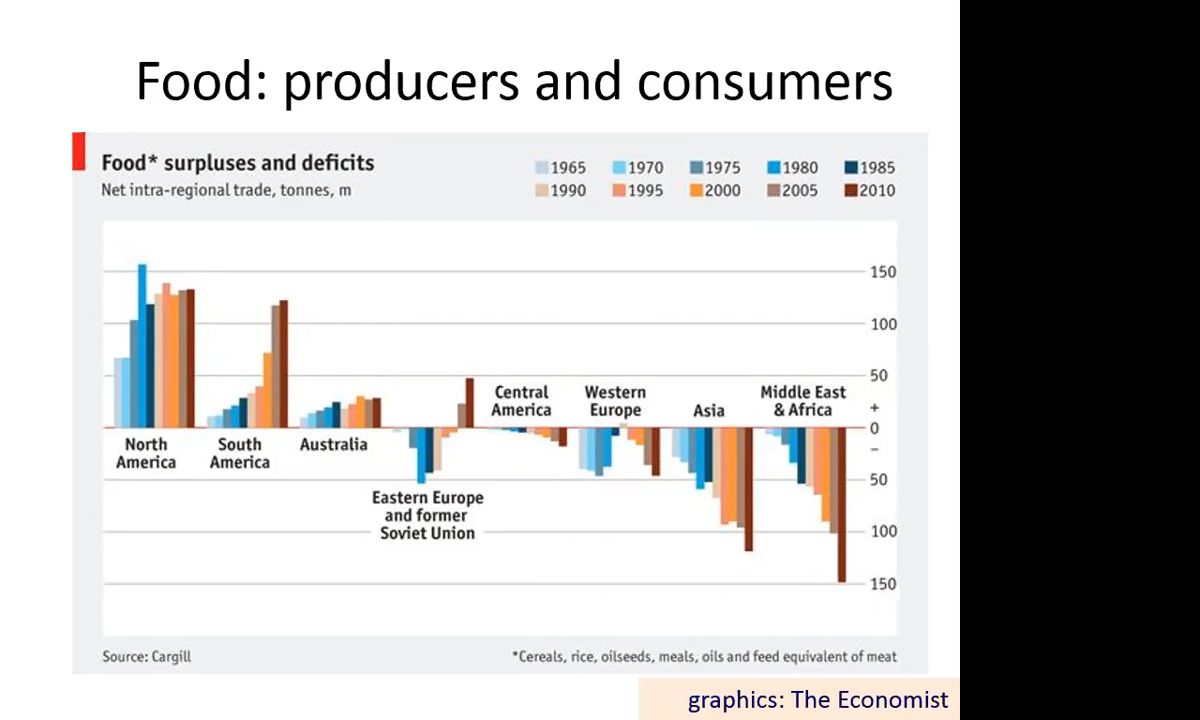 Food: producers and consumers
Food* surpluses and deficits
Net intra-regional trade, tonnes, m
1965 1970 1975 1980 1985
1990 1995 2000 2005 2010
150
100
50
+
0
−
50
100
150
North
America
South
America
Australia
Eastern Europe
and former
Soviet Union
Central
America
Western
Europe
Asia
Middle East
& Africa
Source: Cargill
*Cereals, rice, oilseeds, meals, oils and feed equivalent of meat
graphics: The Economist